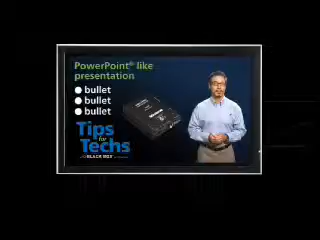 PowerPoint® like
presentation
bullet
bullet
bullet
Tips
for
Techs
BLACK BOX